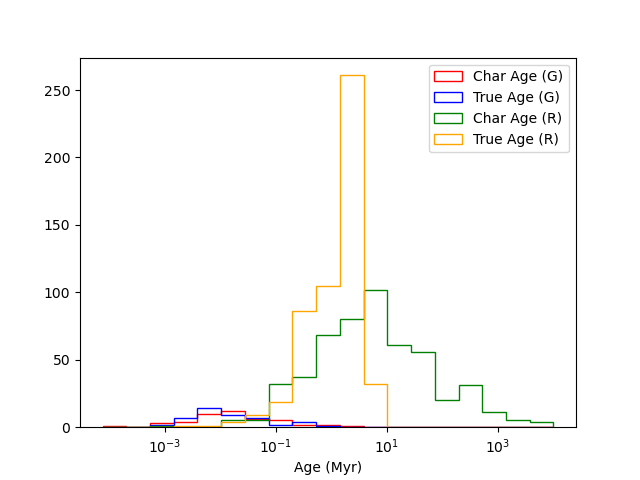 Char Age (G)
True Age (G)
Char Age (R)
True Age (R)
250
200
150
100
50
0
10⁻³
10⁻¹
10¹
10³
Age (Myr)